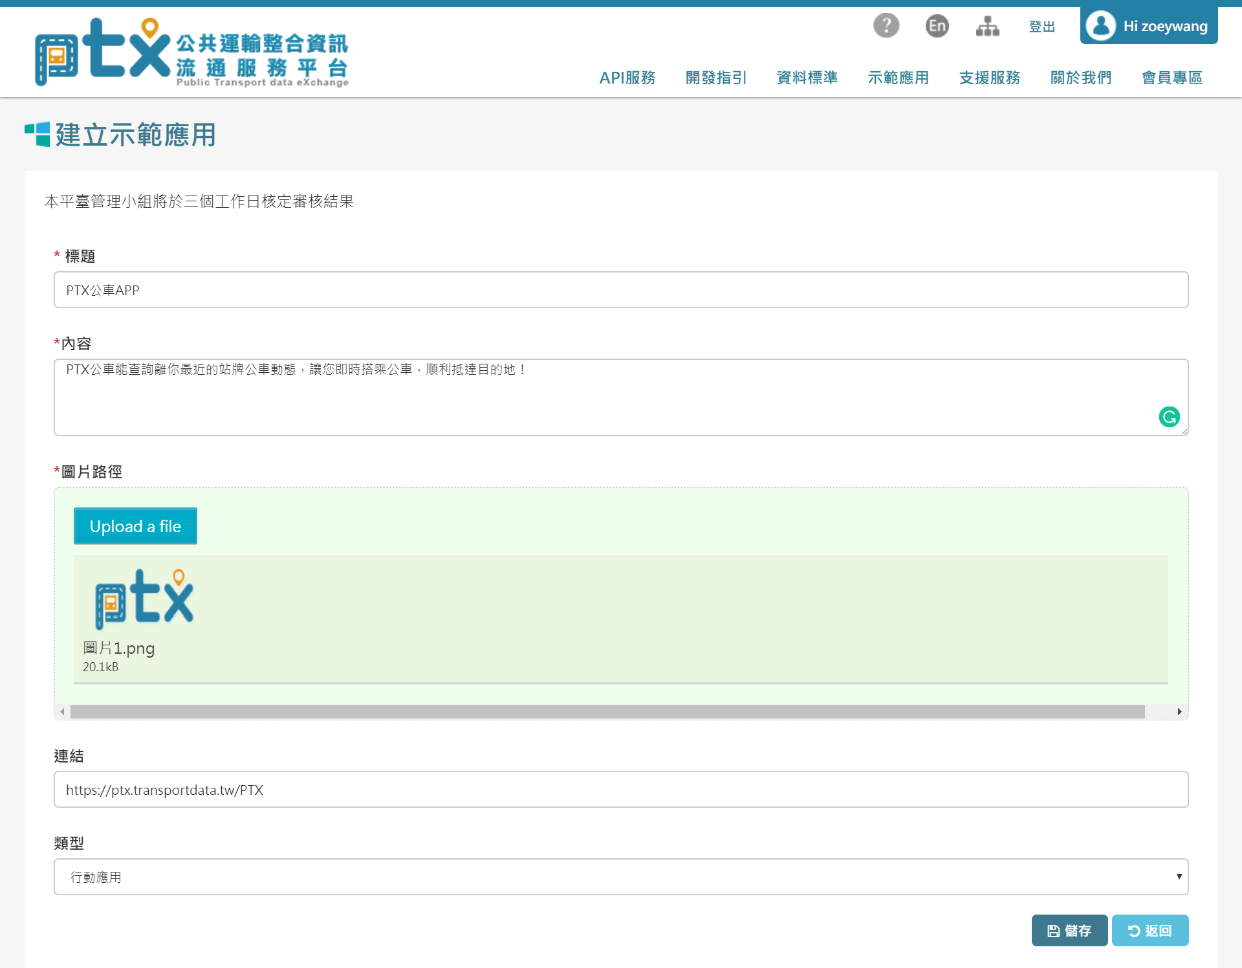 ptx
公共運輸整合資訊
流通服務平台
Public Transport data eXchange
?
En
登出
Hi zoeywang
API服務
開發指引
資料標準
示範應用
支援服務
關於我們
會員專區
建立示範應用
本平臺管理小組將於三個工作日核定審核結果
* 標題
PTX公車APP
*內容
PTX公車能查詢離你最近的站牌公車動態，讓您即時搭乘公車，順利抵達目的地！
*圖片路徑
Upload a file
ptx
圖片1.png
20.1kB
連結
https://ptx.transportdata.tw/PTX
類型
行動應用
儲存
返回